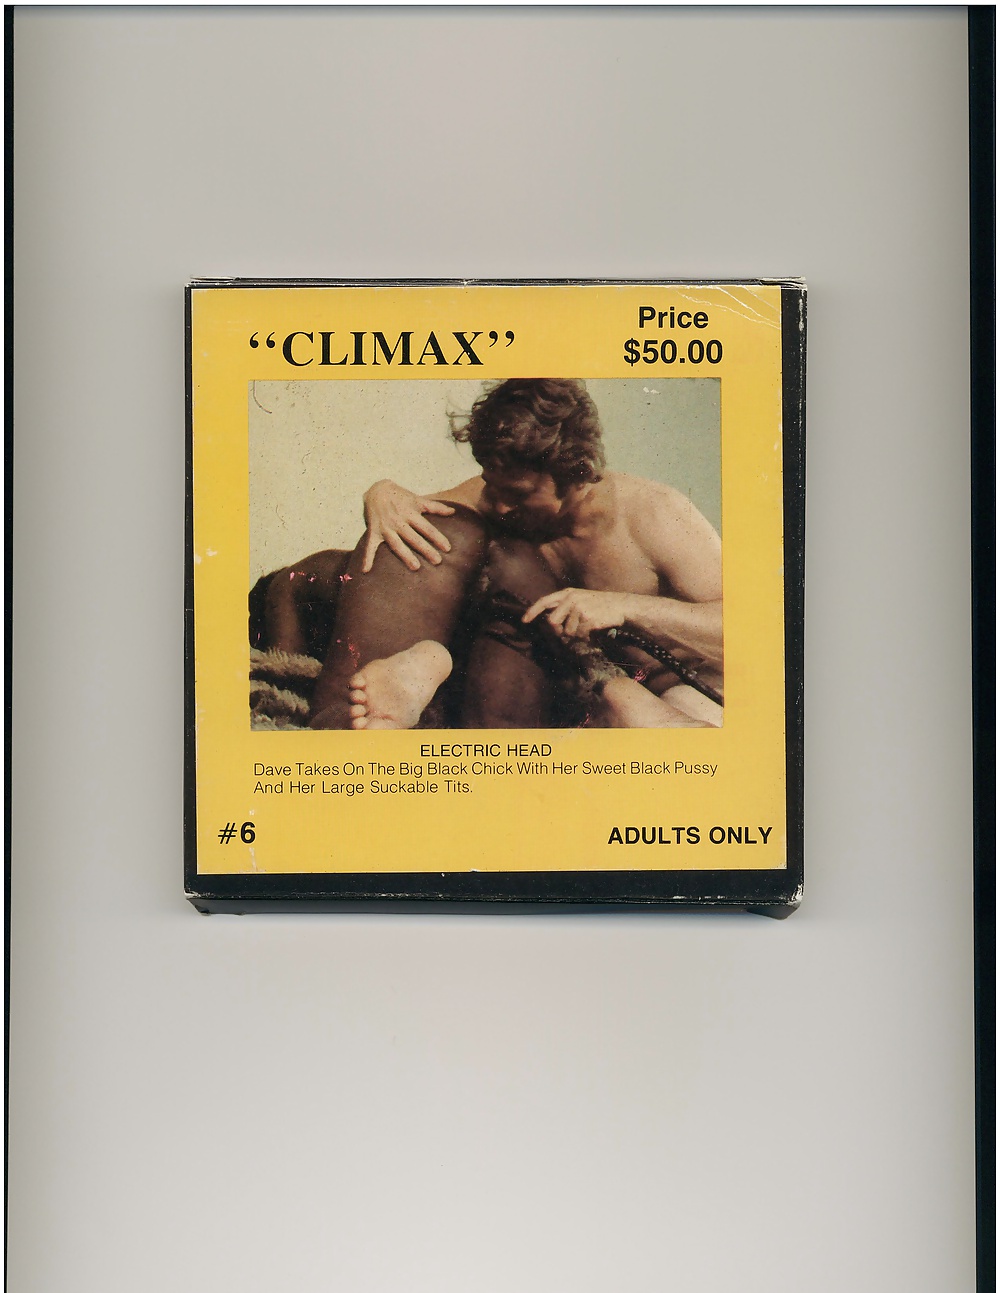 “CLIMAX”
Price
$50.00
ELECTRIC HEAD
Dave Takes On The Big Black Chick With Her Sweet Black Pussy
And Her Large Suckable Tits.
#6
ADULTS ONLY